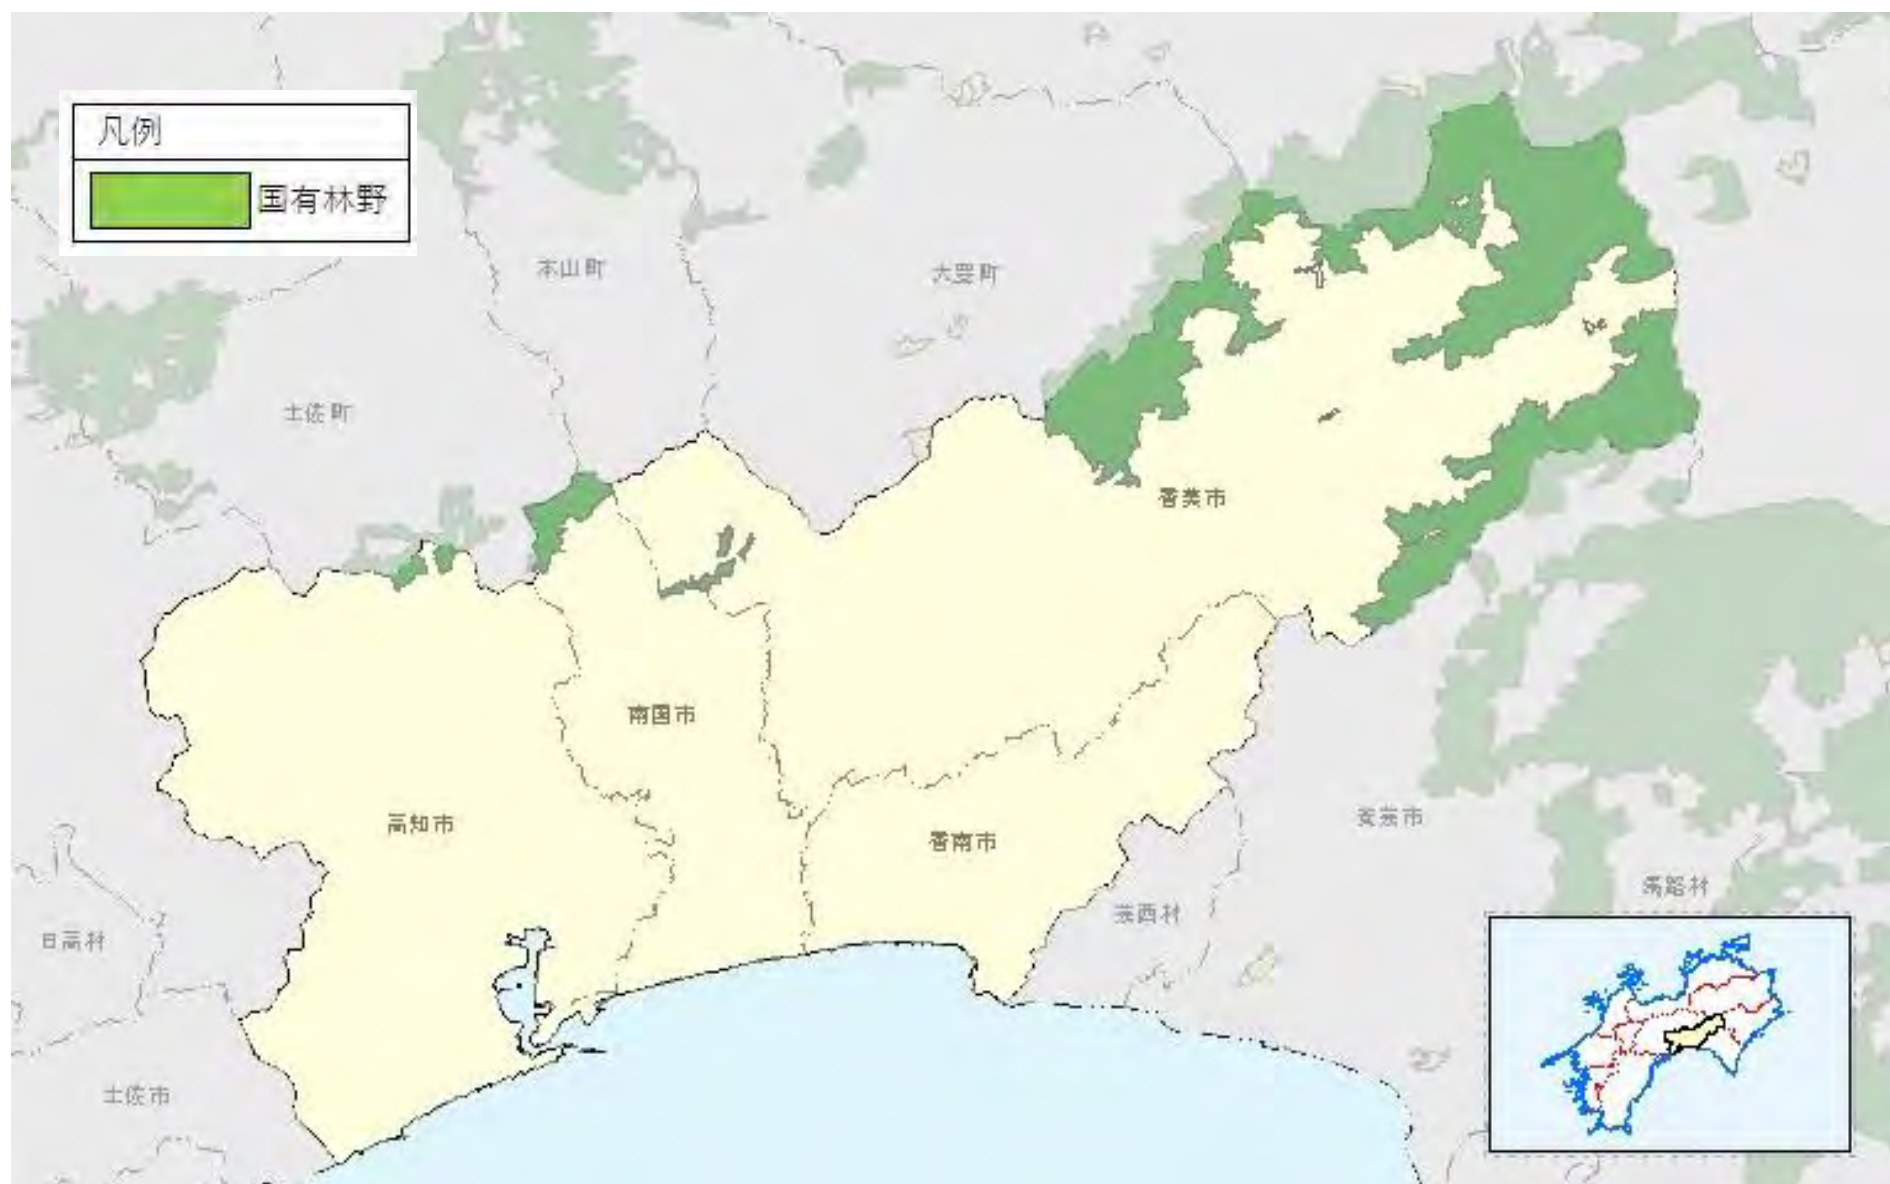 凡例
国有林野
本山町
大豊町
土佐町
香美市
南国市
高知市
香南市
安芸市
馬路村
芸西村
日高村
土佐市